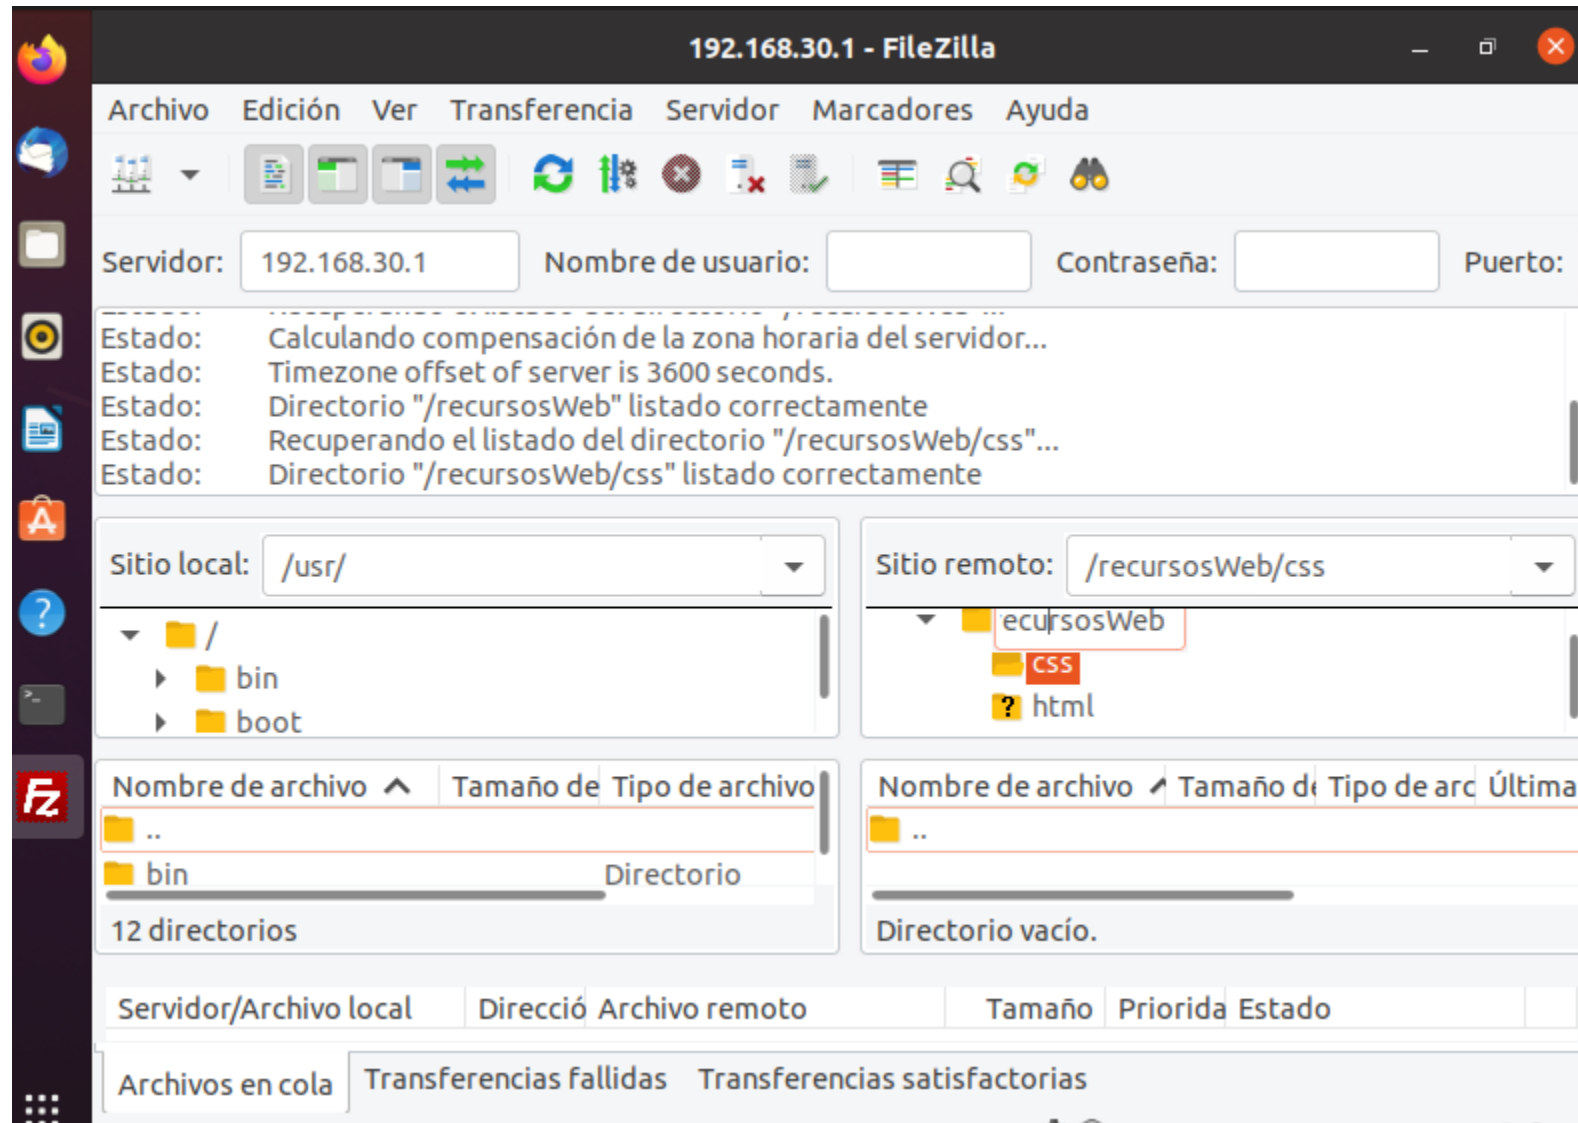 192.168.30.1 - FileZilla
Archivo Edición Ver Transferencia Servidor Marcadores Ayuda
Servidor: 192.168.30.1 Nombre de usuario: Contraseña: Puerto:
Estado: Calculando compensación de la zona horaria del servidor...
Estado: Timezone offset of server is 3600 seconds.
Estado: Directorio "/recursosWeb" listado correctamente
Estado: Recuperando el listado del directorio "/recursosWeb/css"...
Estado: Directorio "/recursosWeb/css" listado correctamente
Sitio local: /usr/
/
bin
boot
Sitio remoto: /recursosWeb/css
ecursosWeb
css
? html
Nombre de archivo Tamaño de Tipo de archivo
..
bin Directorio
12 directorios
Nombre de archivo Tamaño de Tipo de arc Última
..
Directorio vacío.
Servidor/Archivo local Direcció Archivo remoto Tamaño Priorida Estado
Archivos en cola Transferencias fallidas Transferencias satisfactorias